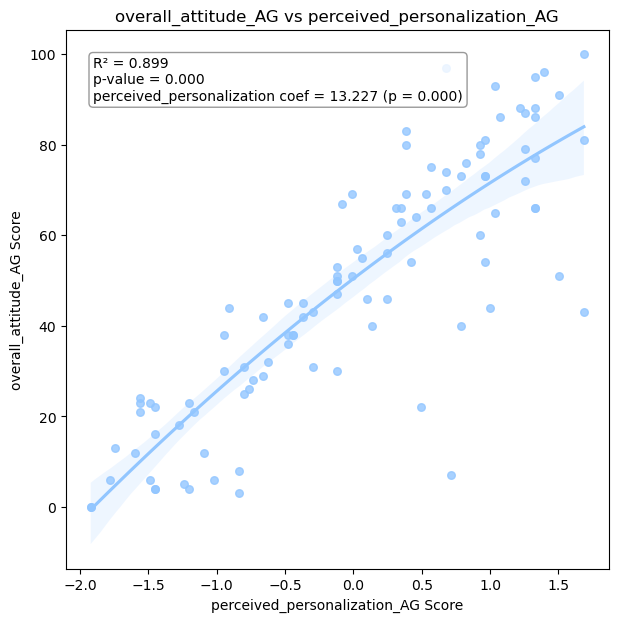 overall_attitude_AG vs perceived_personalization_AG
R² = 0.899
p-value = 0.000
perceived_personalization coef = 13.227 (p = 0.000)
100
80
60
40
20
0
overall_attitude_AG Score
−2.0 −1.5 −1.0 −0.5 0.0 0.5 1.0 1.5
perceived_personalization_AG Score